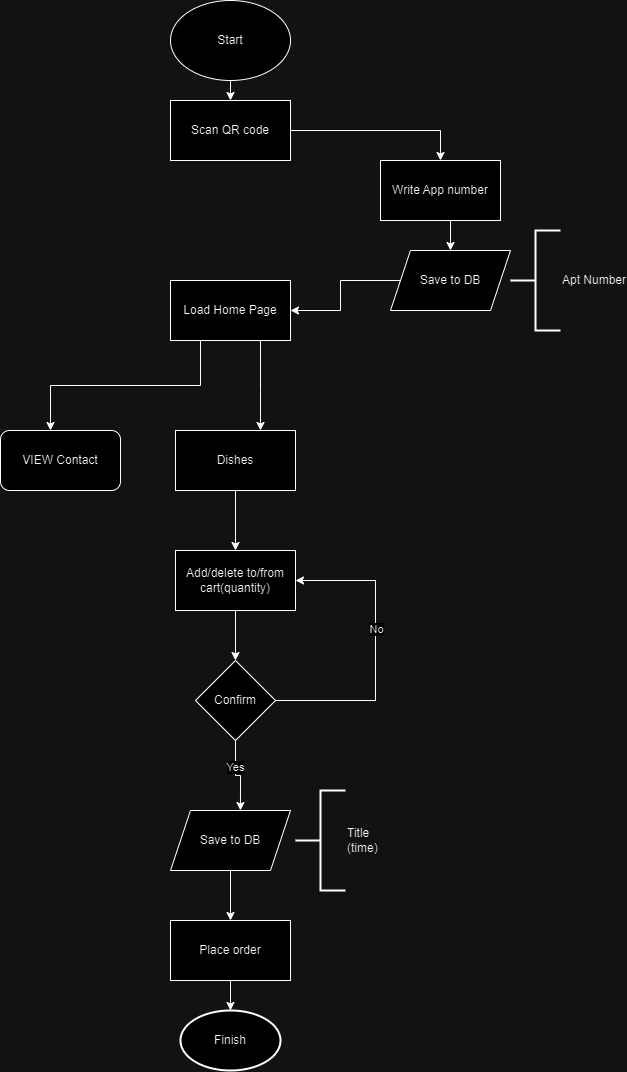 Start
Scan QR code
Write App number
Save to DB
Apt Number
Load Home Page
VIEW Contact
Dishes
Add/delete to/from
cart(quantity)
No
Confirm
Yes
Save to DB
Title
(time)
Place order
Finish